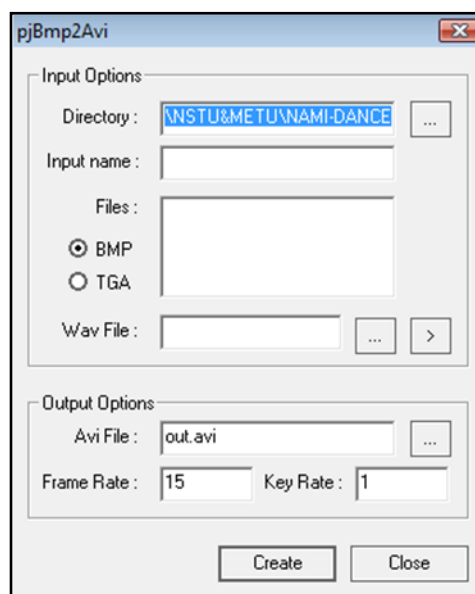 pjBmp2Avi
Input Options
Directory : \NSTU&METU\NAMI-DANCE ...
Input name :
Files :
BMP
TGA
Wav File : ... >
Output Options
Avi File : out.avi ...
Frame Rate : 15 Key Rate : 1
Create Close